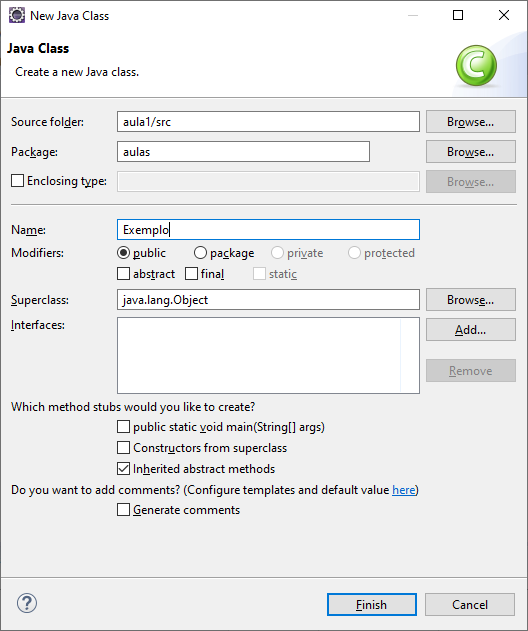 New Java Class
Java Class
Create a new Java class.
C
Source folder: aula1/src Browse...
Package: aulas Browse...
Enclosing type: Browse...
Name: Exemplo
Modifiers: public package private protected
abstract final static
Superclass: java.lang.Object Browse...
Interfaces: Add...
Remove
Which method stubs would you like to create?
public static void main(String[] args)
Constructors from superclass
Inherited abstract methods
Do you want to add comments? (Configure templates and default value here)
Generate comments
? Finish Cancel